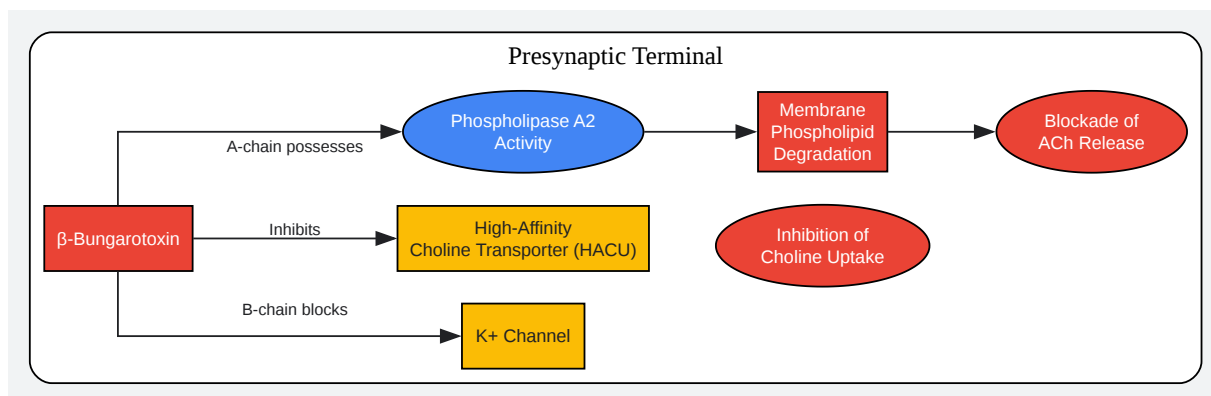 Presynaptic Terminal
A-chain possesses
Phospholipase A2
Activity
Membrane
Phospholipid
Degradation
Blockade of
ACh Release
β-Bungarotoxin
Inhibits
High-Affinity
Choline Transporter (HACU)
Inhibition of
Choline Uptake
B-chain blocks
K+ Channel